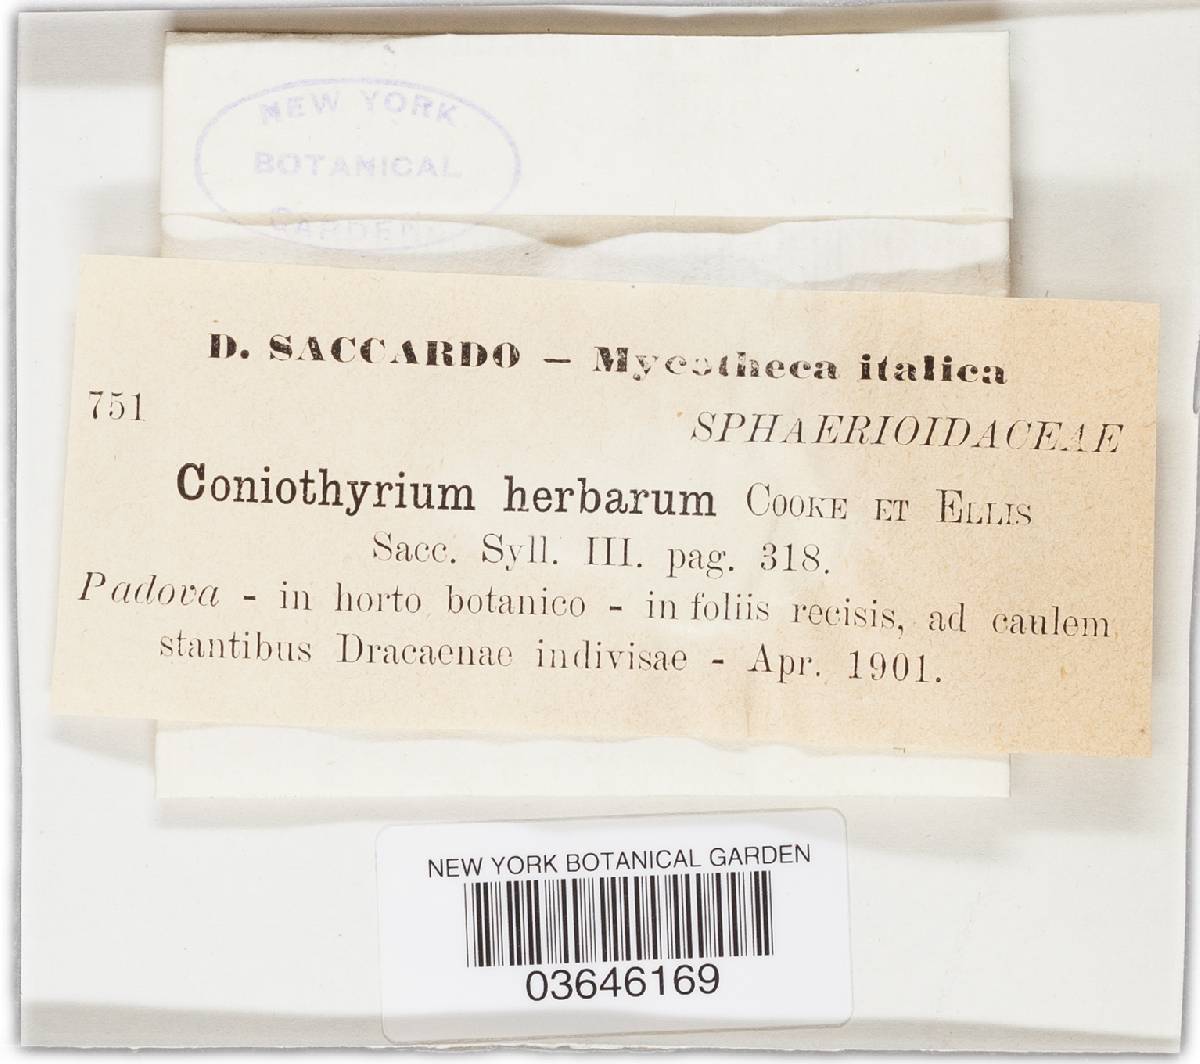 NEW YORK
BOTANICAL
GARDEN
D. SACCARDO — Mycotheca italica
751
SPHAERIOIDACEAE
Coniothyrium herbarum COOKE ET ELLIS
Sacc. Syll. III. pag. 318.
Padova - in horto botanico - in foliis recisis, ad caulem
stantibus Dracaenae indivisae - Apr. 1901.
NEW YORK BOTANICAL GARDEN
03646169